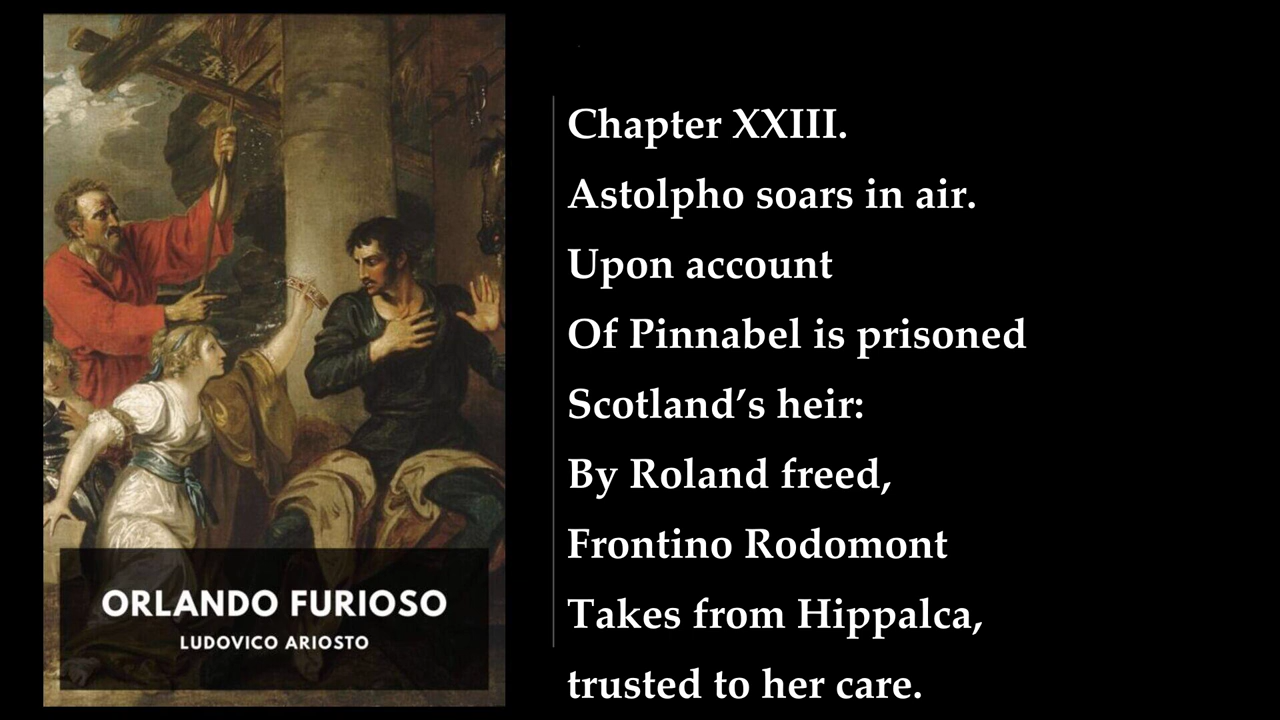 ORLANDO FURIOSO
LUDOVICO ARIOSTO
Chapter XXIII.
Astolpho soars in air.
Upon account
Of Pinnabel is prisoned
Scotland’s heir:
By Roland freed,
Frontino Rodomont
Takes from Hippalca,
trusted to her care.